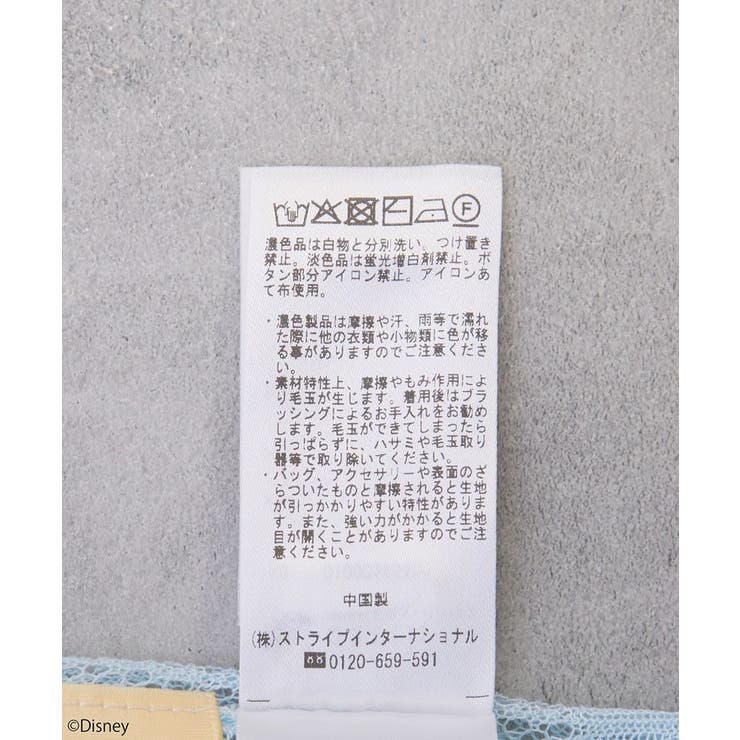 F
濃色品は白物と分別洗い。つけ置き
禁止。淡色品は蛍光増白剤禁止。ボ
タン部分アイロン禁止。アイロンあ
て布使用。
・濃色製品は摩擦や汗、雨等で濡れ
た際に他の衣類や小物類に色が移
る事がありますのでご注意くださ
い。
・素材特性上、摩擦やもみ作用によ
り毛玉が生じます。着用後はブラ
ッシングによるお手入れをお勧め
します。毛玉ができてしまったら
引っぱらずに、ハサミや毛玉取り
器等で取り除いてください。
・バッグ、アクセサリーや表面のざ
らついたものと摩擦されると生地
が引っかかりやすい特性がありま
す。また、強い力がかかると生地
目が開くことがありますのでご注
意ください。
中国製
(株)ストライプインターナショナル
0120-659-591
©Disney